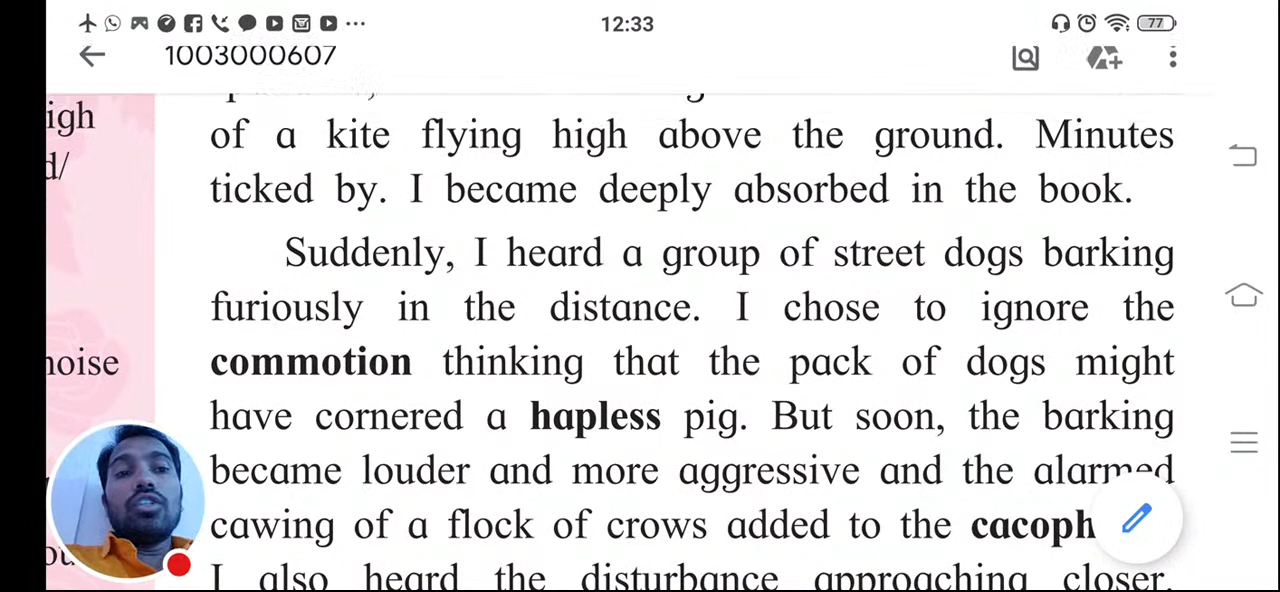 12:33
77
1003000607
igh
d/
noise
of a kite flying high above the ground. Minutes
ticked by. I became deeply absorbed in the book.
Suddenly, I heard a group of street dogs barking
furiously in the distance. I chose to ignore the
commotion thinking that the pack of dogs might
have cornered a hapless pig. But soon, the barking
became louder and more aggressive and the alarmed
cawing of a flock of crows added to the cacoph
I also heard the disturbance approaching closer.